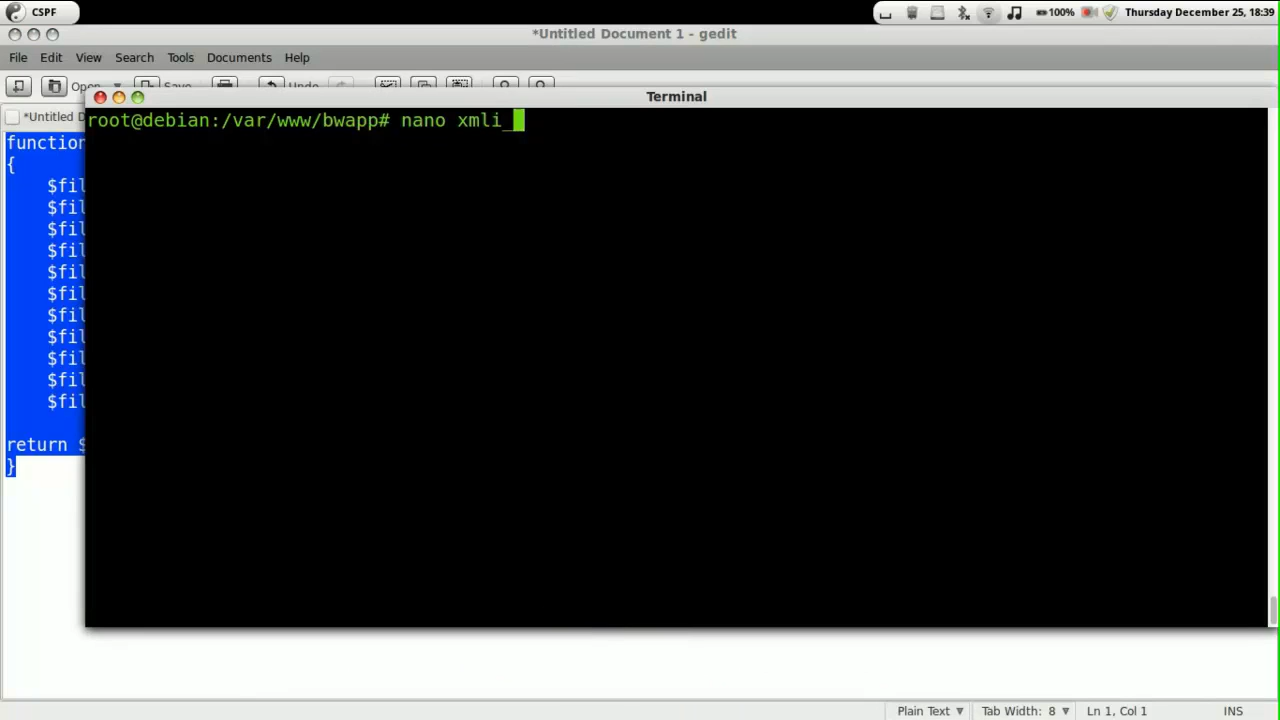 CSPF
100%
Thursday December 25, 18:39
*Untitled Document 1 - gedit
File Edit View Search Tools Documents Help
Open Save Undo
Terminal
*Untitled D
root@debian:/var/www/bwapp# nano xmli_
function
{
$fil
$fil
$fil
$fil
$fil
$fil
$fil
$fil
$fil
$fil
$fil
return $
}
Plain Text Tab Width: 8 Ln 1, Col 1 INS